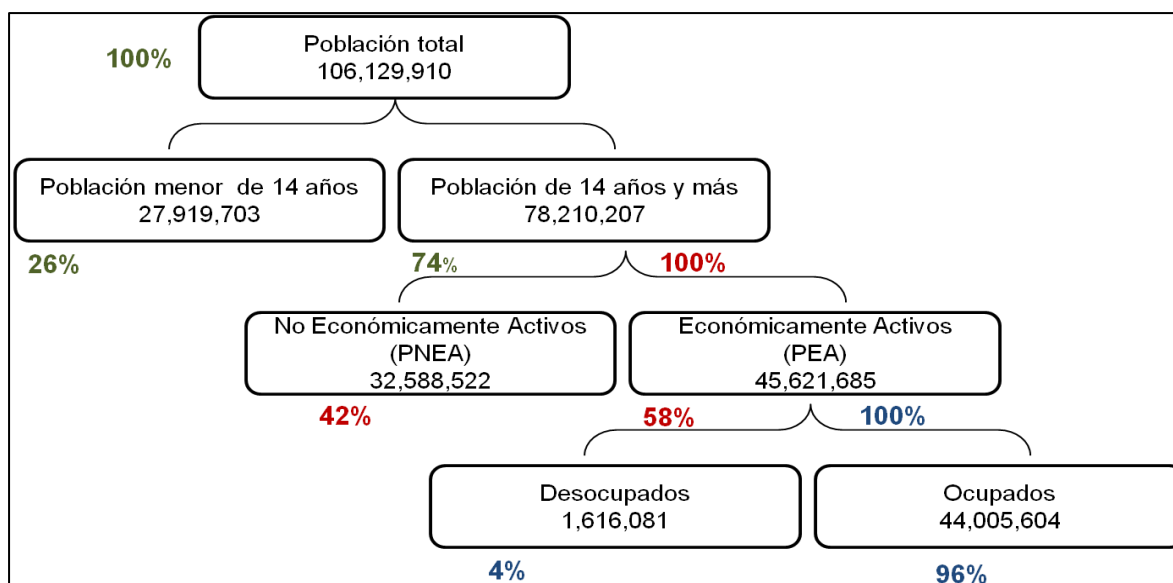 100%
Población total
106,129,910
Población menor de 14 años
27,919,703
Población de 14 años y más
78,210,207
26%
74%
100%
No Económicamente Activos
(PNEA)
32,588,522
Económicamente Activos
(PEA)
45,621,685
42%
58%
100%
Desocupados
1,616,081
Ocupados
44,005,604
4%
96%